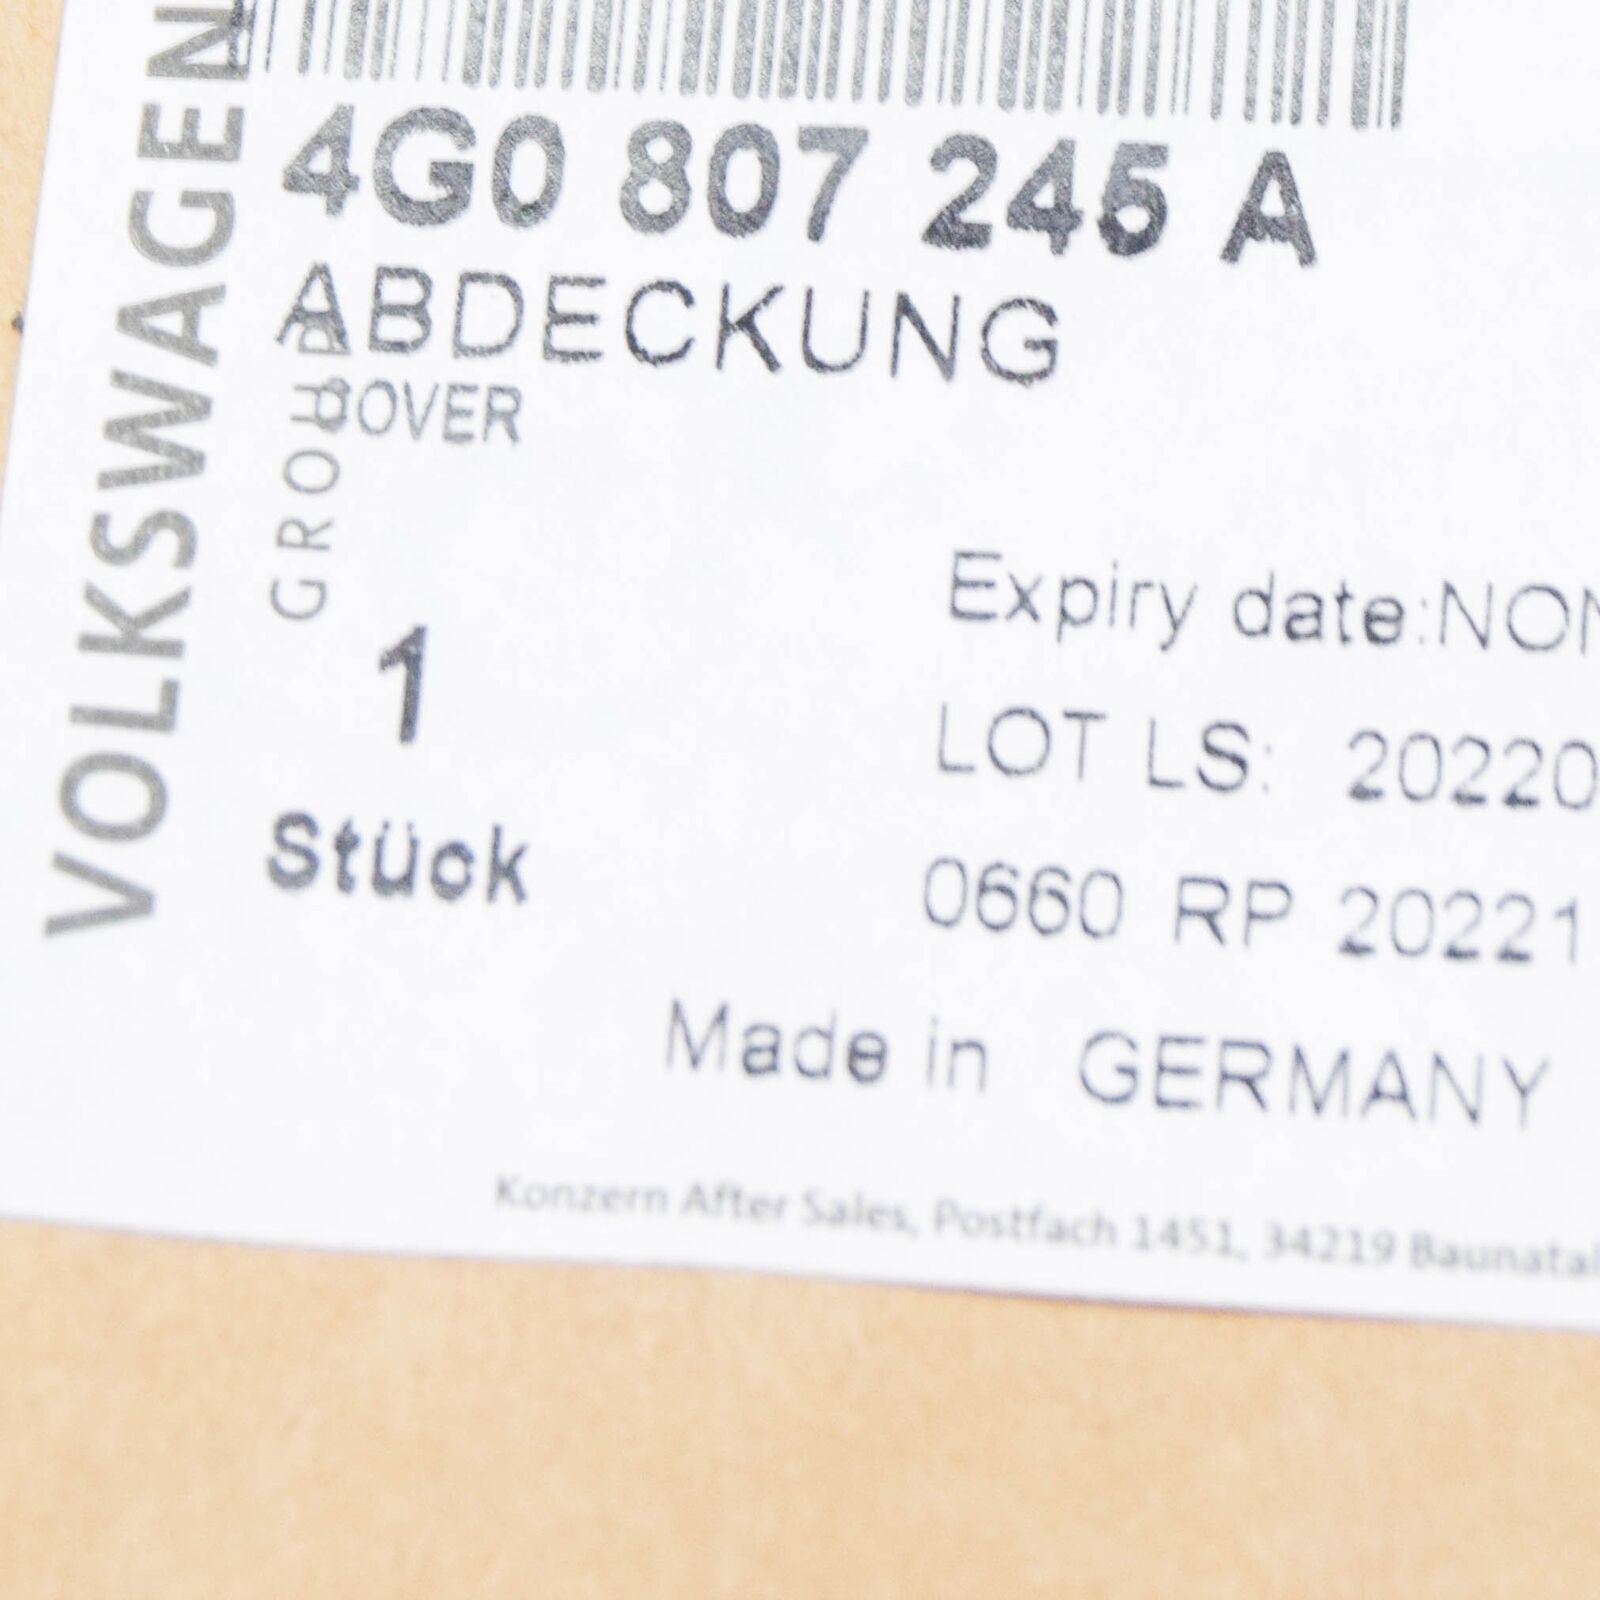 VOLKSWAGEN
GROUP
4G0 807 245 A
ABDECKUNG
COVER
1
Stück
Expiry date:NON
LOT LS: 20220
0660 RP 20221
Made in GERMANY
Konzern After Sales, Postfach 1451, 34219 Baunatal